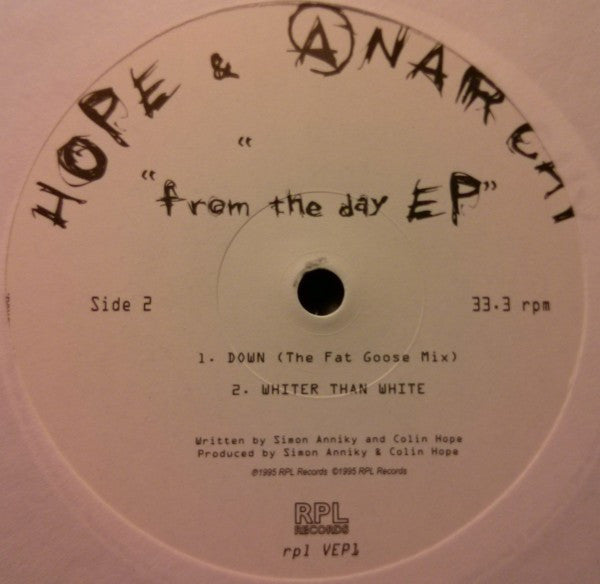 HOPE & ANARCHI
"
"from the day EP"
Side 2
33.3 rpm
1. DOWN (The Fat Goose Mix)
2. WHITER THAN WHITE
Written by Simon Anniky and Colin Hope
Produced by Simon Anniky & Colin Hope
℗1995 RPL Records ©1995 RPL Records
RPL
RECORDS
rpl VEP1